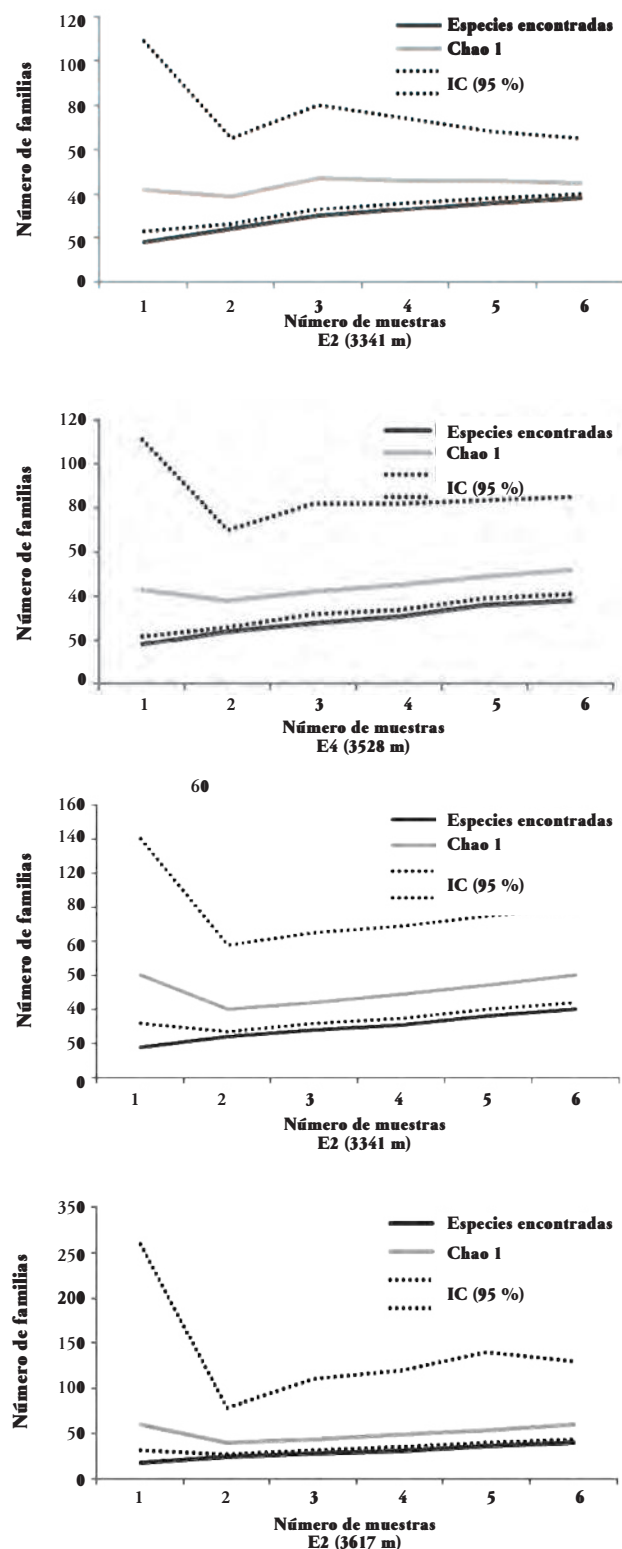 120
100
80
50
40
50
0
Número de familias
Especies encontradas
Chao 1
IC (95 %)
1 2 3 4 5 6
Número de muestras
E2 (3341 m)
120
100
80
50
40
50
0
Número de familias
Especies encontradas
Chao 1
IC (95 %)
1 2 3 4 5 6
Número de muestras
E4 (3528 m)
60
160
140
120
80
60
50
40
50
0
Número de familias
Especies encontradas
Chao 1
IC (95 %)
1 2 3 4 5 6
Número de muestras
E2 (3341 m)
350
250
200
150
100
50
0
Número de familias
Especies encontradas
Chao 1
IC (95 %)
1 2 3 4 5 6
Número de muestras
E2 (3617 m)